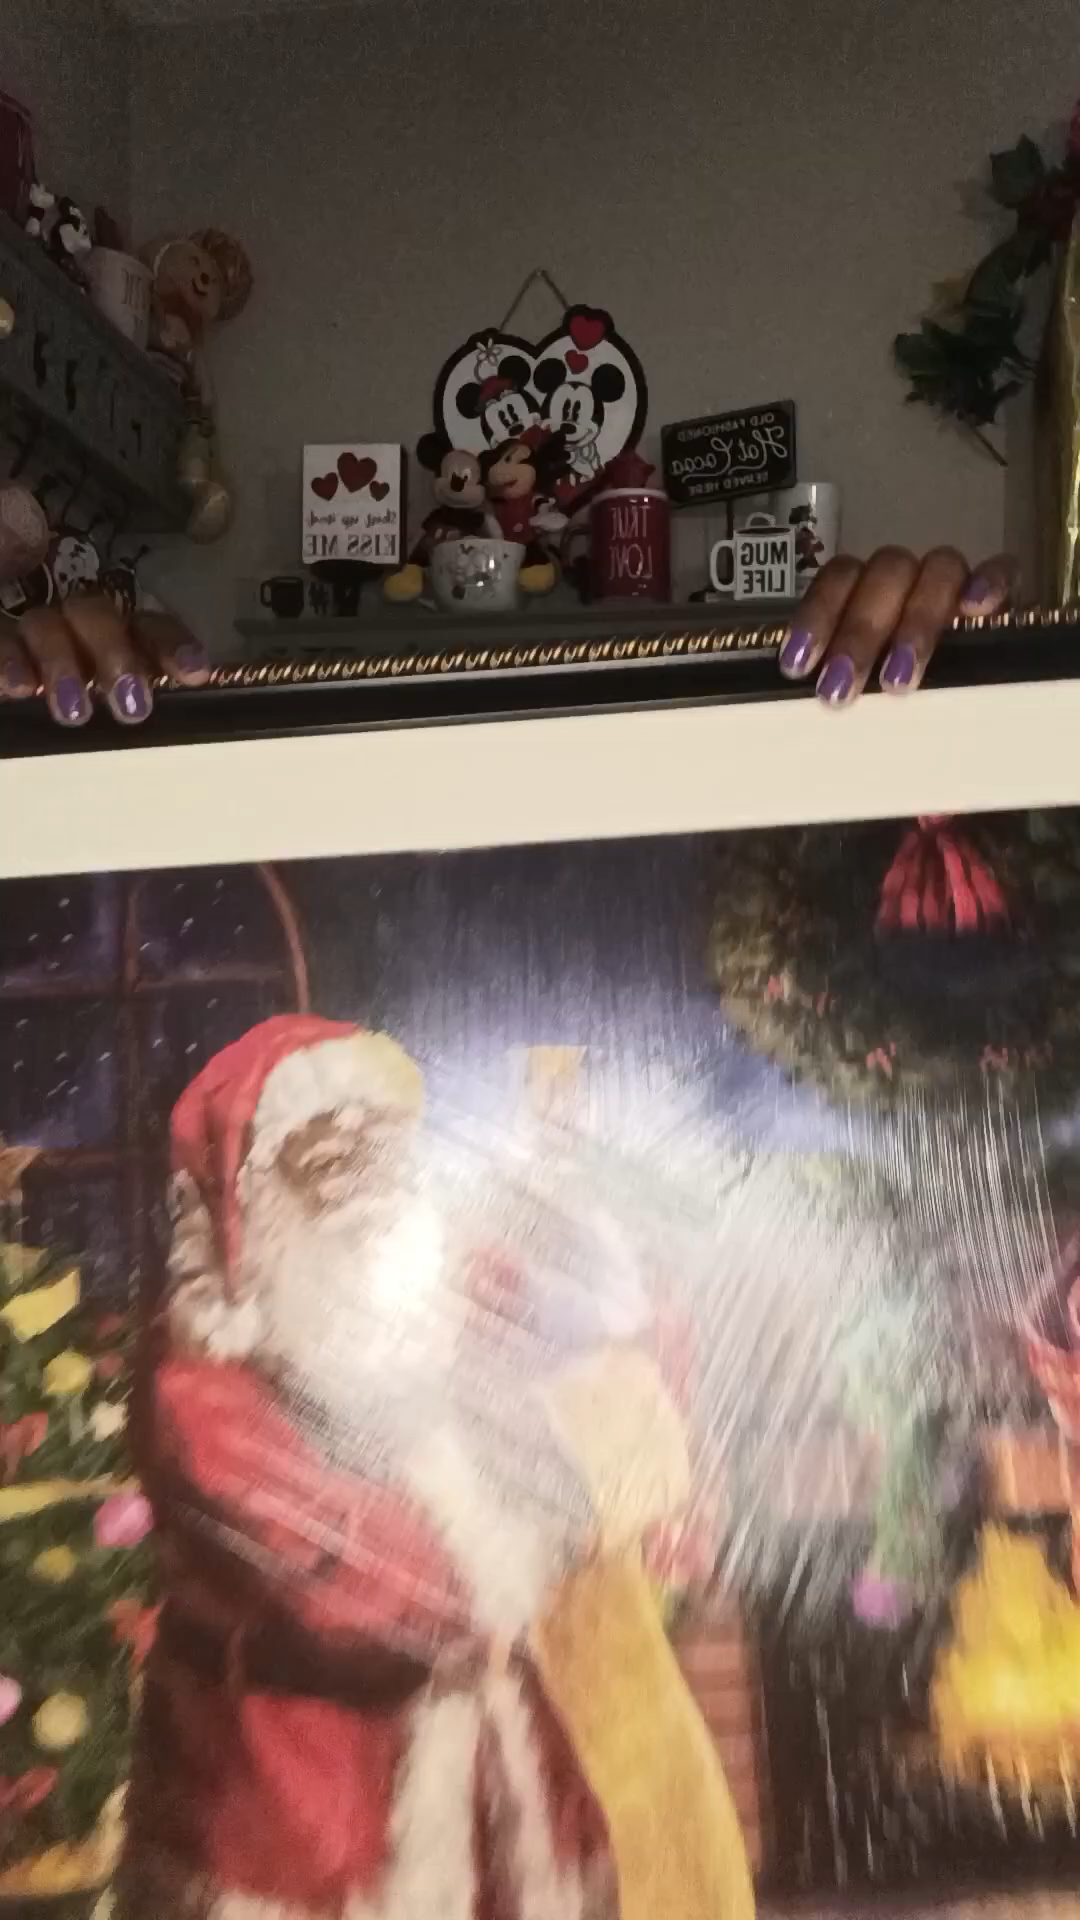 Shut up and
KISS ME
TRUE
LOVE
OLD FASHIONED
Hot Cocoa
SERVED HERE
MUG
LIFE